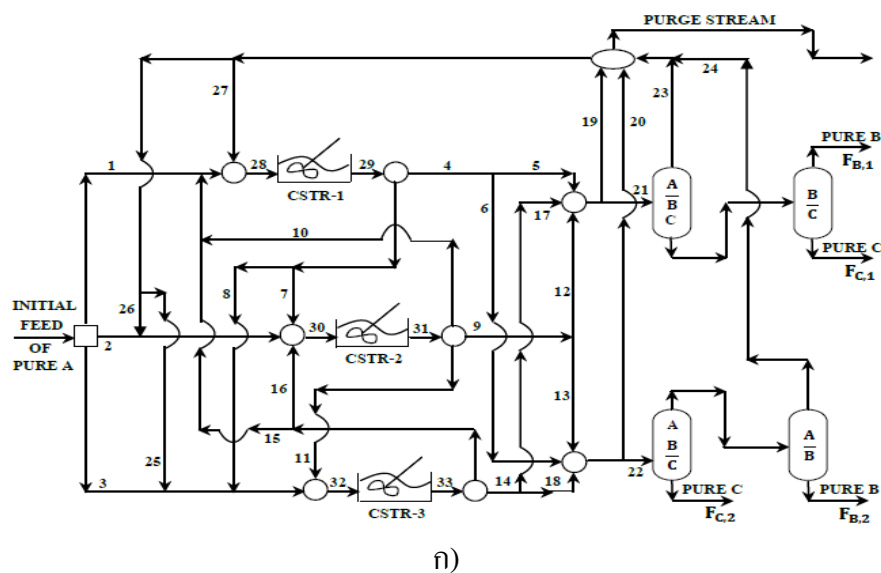 PURGE STREAM
24
27
23
19
20
PURE B
F_B,1
1
28
29
4
5
CSTR-1
6
17
21
A
B
C
B
C
10
PURE C
F_C,1
8
7
12
INITIAL
FEED
OF
PURE A
26
2
30
31
9
CSTR-2
16
13
15
25
11
3
32
33
14
18
22
CSTR-3
A
B
C
A
B
PURE C
F_C,2
PURE B
F_B,2
ก)